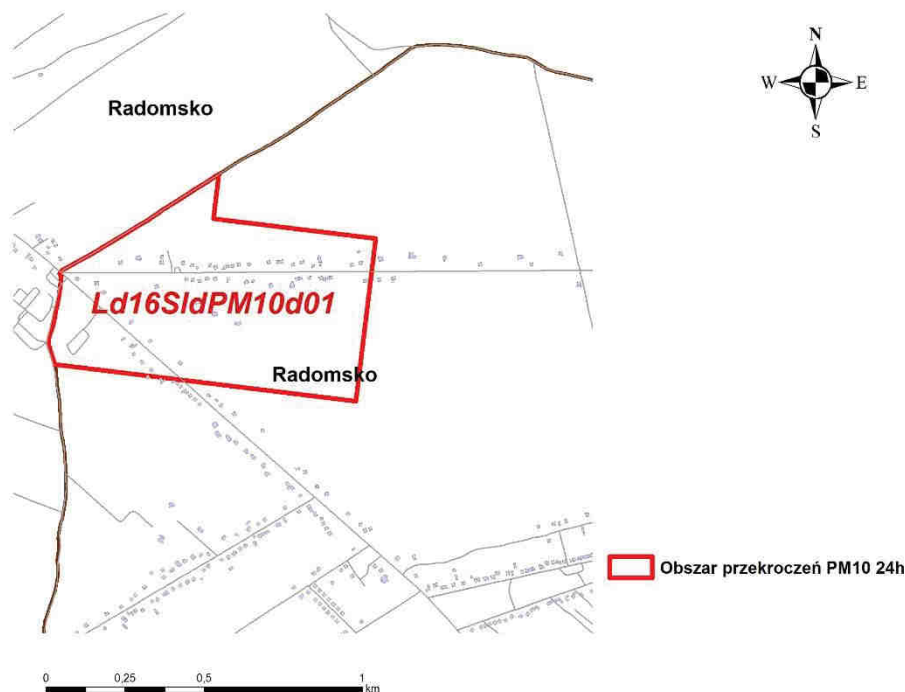 N
Radomsko
W E
S
Ld16SldPM10d01
Radomsko
Obszar przekroczeń PM10 24h
0 0,25 0,5 1
km